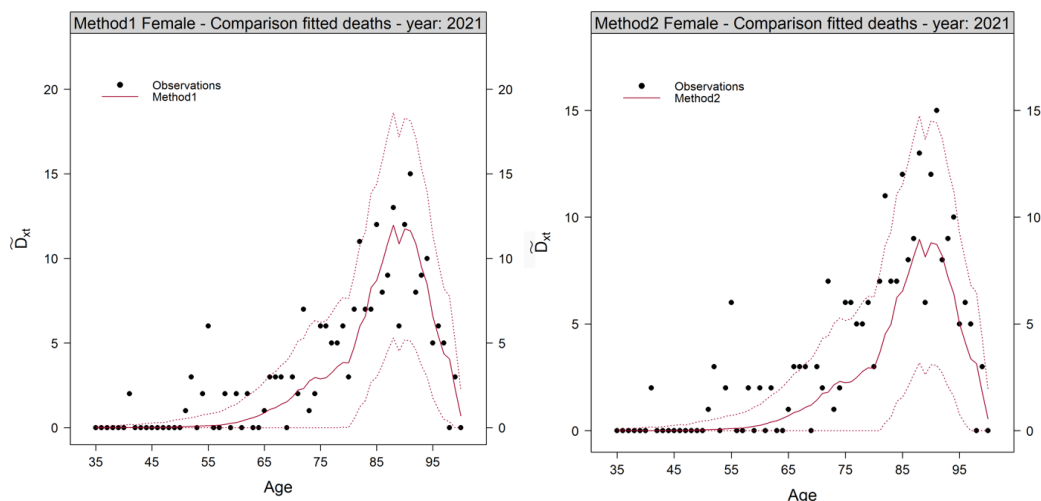 Method1 Female - Comparison fitted deaths - year: 2021
Observations
Method1
20
15
10
5
0
20
15
10
5
0
D̃xt
35 45 55 65 75 85 95
Age
Method2 Female - Comparison fitted deaths - year: 2021
Observations
Method2
15
10
5
0
15
10
5
0
D̃xt
35 45 55 65 75 85 95
Age